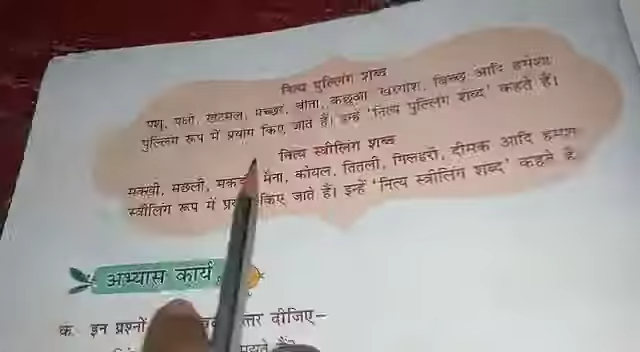 नित्य पुल्लिंग शब्द
पशु, पक्षी, खटमल, मच्छर, चीता, कछुआ खरगोश, बिच्छू आदि हमेशा
पुल्लिंग रूप में प्रयोग किए जाते हैं। इन्हें 'नित्य पुल्लिंग शब्द' कहते हैं।
नित्य स्त्रीलिंग शब्द
मक्खी, मछली, मैना, कोयल, तितली, गिलहरी, दीमक आदि हमेशा
स्त्रीलिंग रूप में किए जाते हैं। इन्हें 'नित्य स्त्रीलिंग शब्द' कहते हैं
अभ्यास कार्य
क. इन प्रश्नों दीजिए–